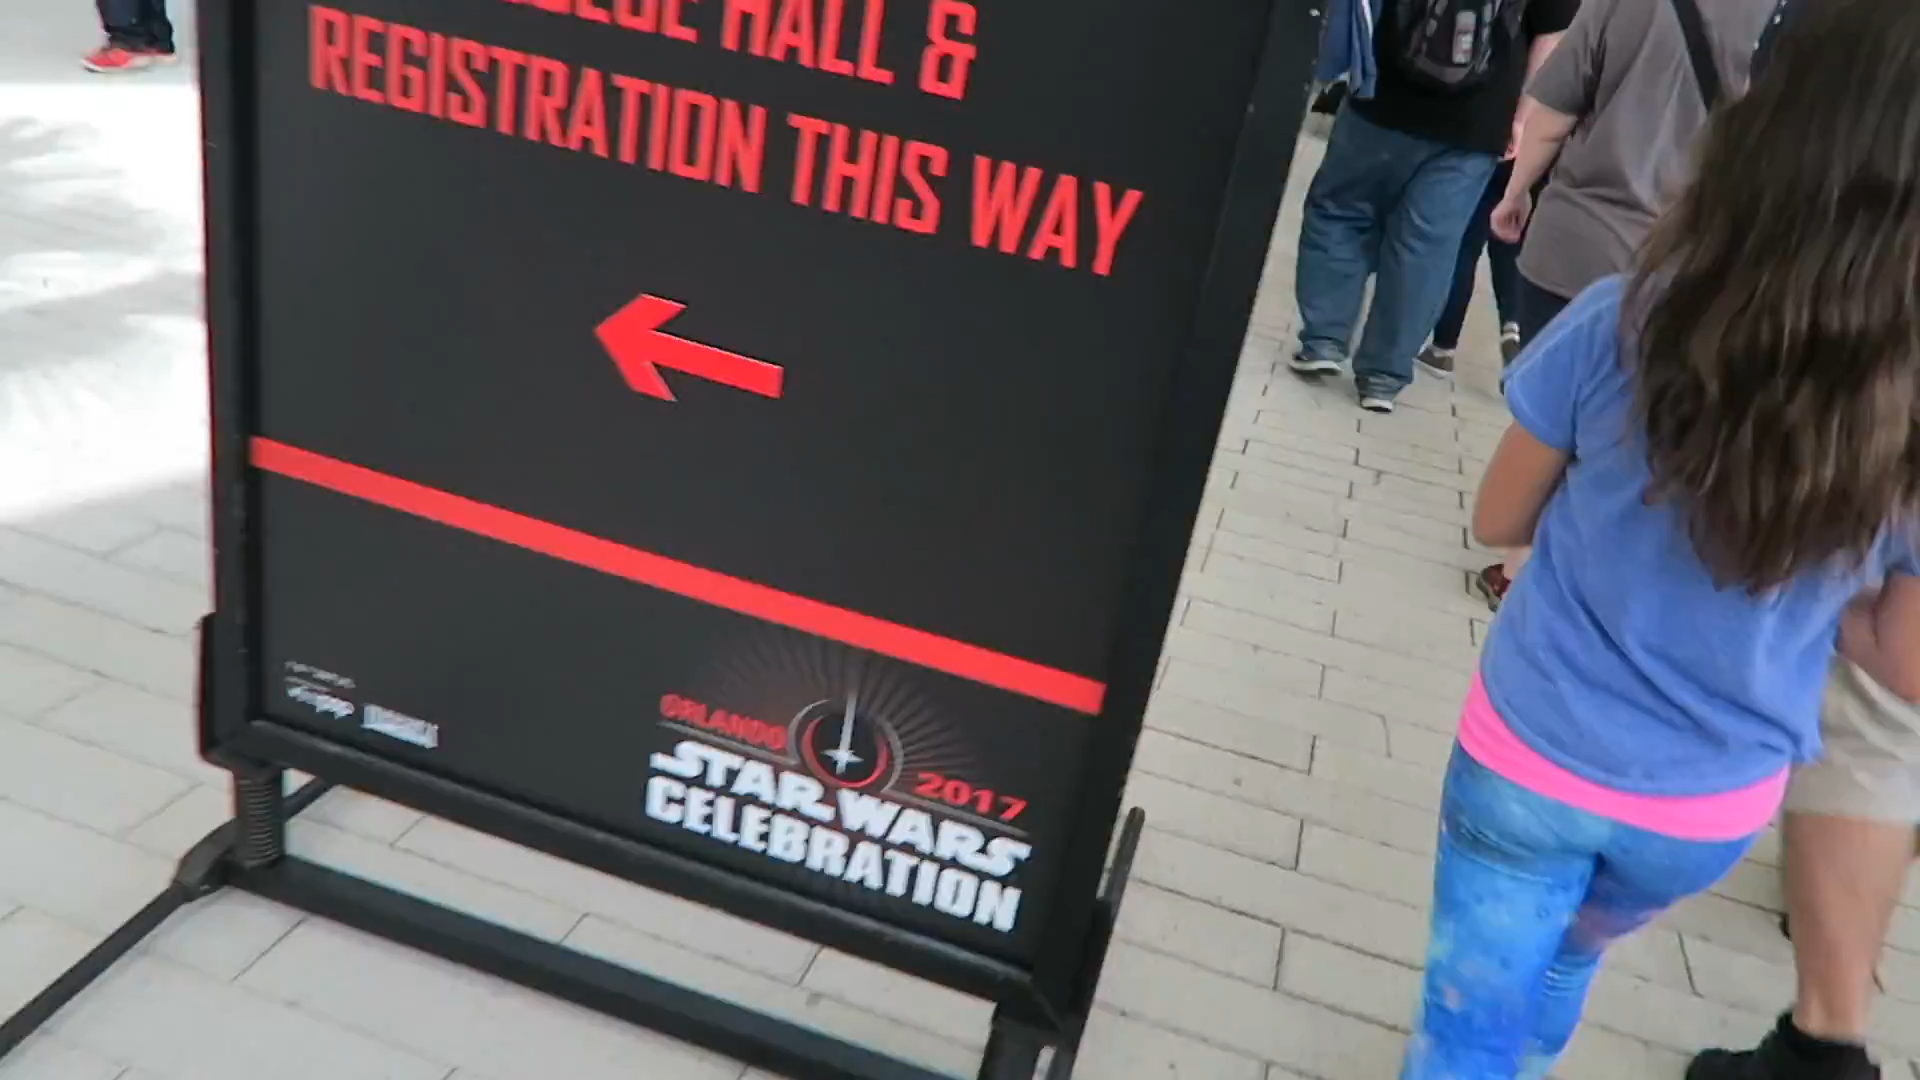 HALL &
REGISTRATION THIS WAY
ORLANDO
2017
STAR WARS
CELEBRATION